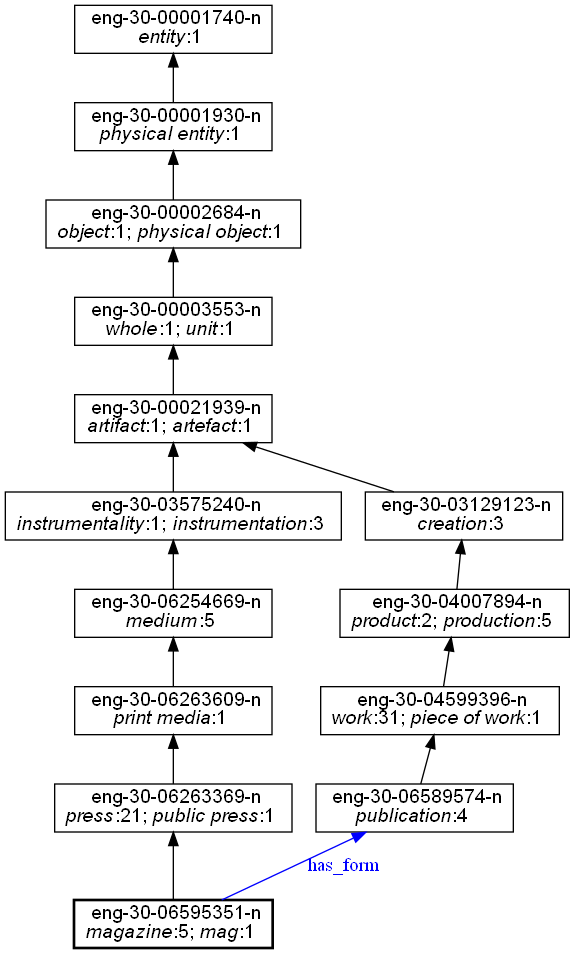 eng-30-00001740-n
entity:1
eng-30-00001930-n
physical entity:1
eng-30-00002684-n
object:1; physical object:1
eng-30-00003553-n
whole:1; unit:1
eng-30-00021939-n
artifact:1; artefact:1
eng-30-03575240-n
instrumentality:1; instrumentation:3
eng-30-03129123-n
creation:3
eng-30-06254669-n
medium:5
eng-30-04007894-n
product:2; production:5
eng-30-06263609-n
print media:1
eng-30-04599396-n
work:31; piece of work:1
eng-30-06263369-n
press:21; public press:1
eng-30-06589574-n
publication:4
has_form
eng-30-06595351-n
magazine:5; mag:1